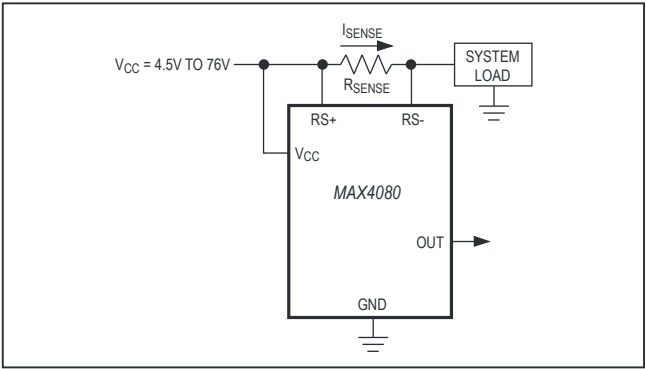 ISENSE
VCC = 4.5V TO 76V
RSENSE
SYSTEM
LOAD
RS+
RS-
VCC
MAX4080
OUT
GND